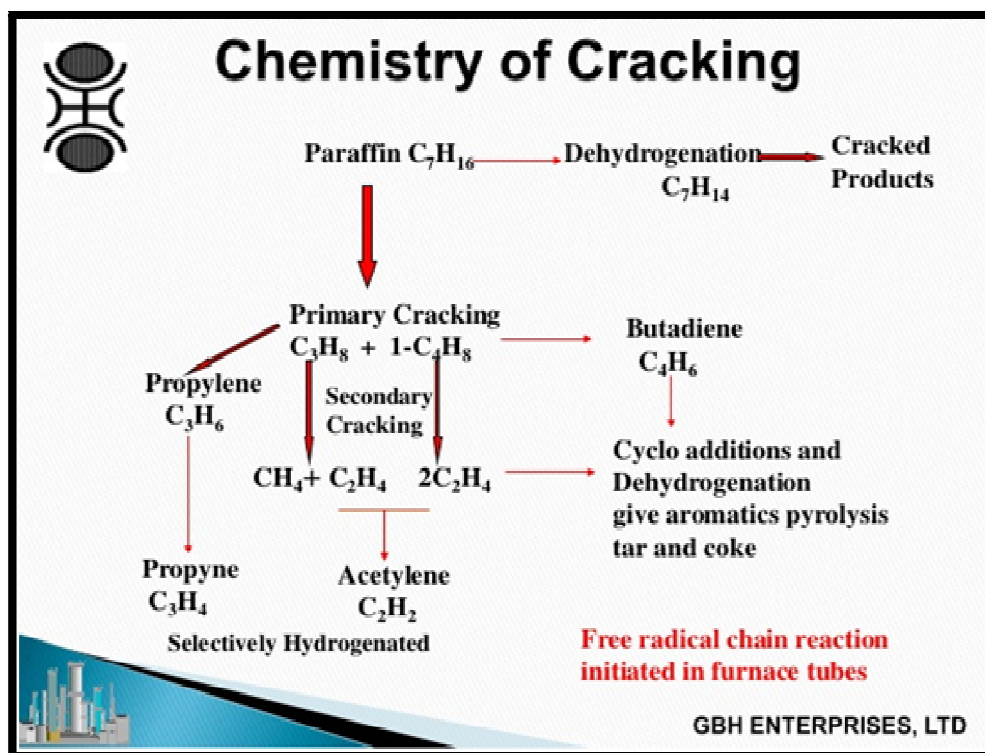 Chemistry of Cracking
Paraffin C₇H₁₆
Dehydrogenation
C₇H₁₄
Cracked
Products
Primary Cracking
C₃H₈ + 1-C₄H₈
Butadiene
C₄H₆
Propylene
C₃H₆
Secondary
Cracking
CH₄+ C₂H₄ 2C₂H₄
Cyclo additions and
Dehydrogenation
give aromatics pyrolysis
tar and coke
Propyne
C₃H₄
Acetylene
C₂H₂
Selectively Hydrogenated
Free radical chain reaction
initiated in furnace tubes
GBH ENTERPRISES, LTD